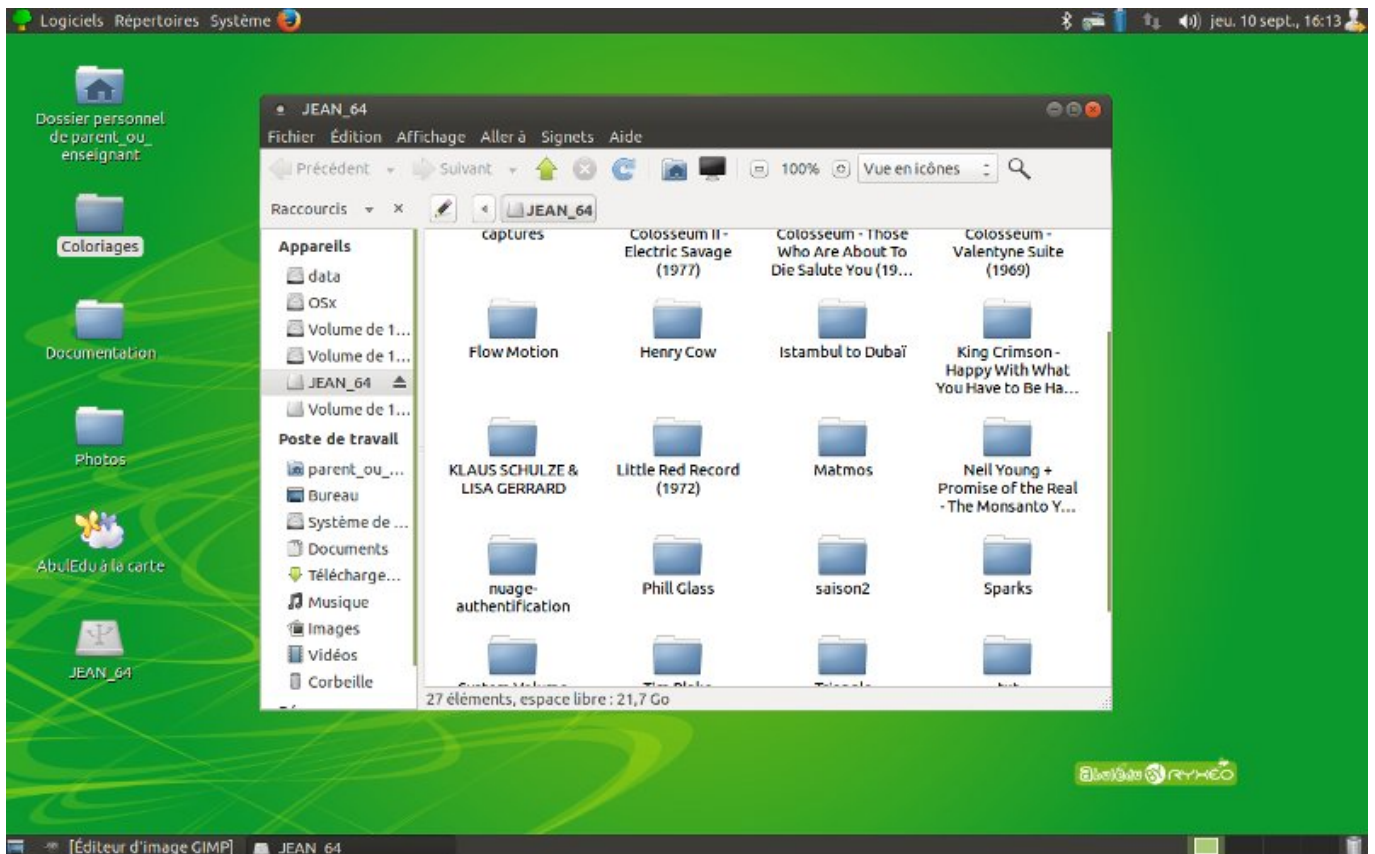 Logiciels Répertoires Système
jeu. 10 sept., 16:13
Dossier personnel
de parent_ou_
enseignant
Coloriages
Documentation
Photos
AbulEdu à la carte
JEAN_64
JEAN_64
Fichier Édition Affichage Aller à Signets Aide
Précédent Suivant 100% Vue en icônes
Raccourcis JEAN_64
Appareils
data
OSx
Volume de 1...
Volume de 1...
JEAN_64
Volume de 1...
Poste de travail
parent_ou_...
Bureau
Système de ...
Documents
Télécharge...
Musique
Images
Vidéos
Corbeille
captures
Colosseum II -
Electric Savage
(1977)
Colosseum - Those
Who Are About To
Die Salute You (19...
Colosseum -
Valentyne Suite
(1969)
Flow Motion
Henry Cow
Istambul to Dubaï
King Crimson -
Happy With What
You Have to Be Ha...
KLAUS SCHULZE &
LISA GERRARD
Little Red Record
(1972)
Matmos
Neil Young +
Promise of the Real
- The Monsanto Y...
nuage-
authentification
Phill Glass
saison2
Sparks
27 éléments, espace libre : 21,7 Go
AbulÉdu RYXEO
[Éditeur d'image GIMP] JEAN_64